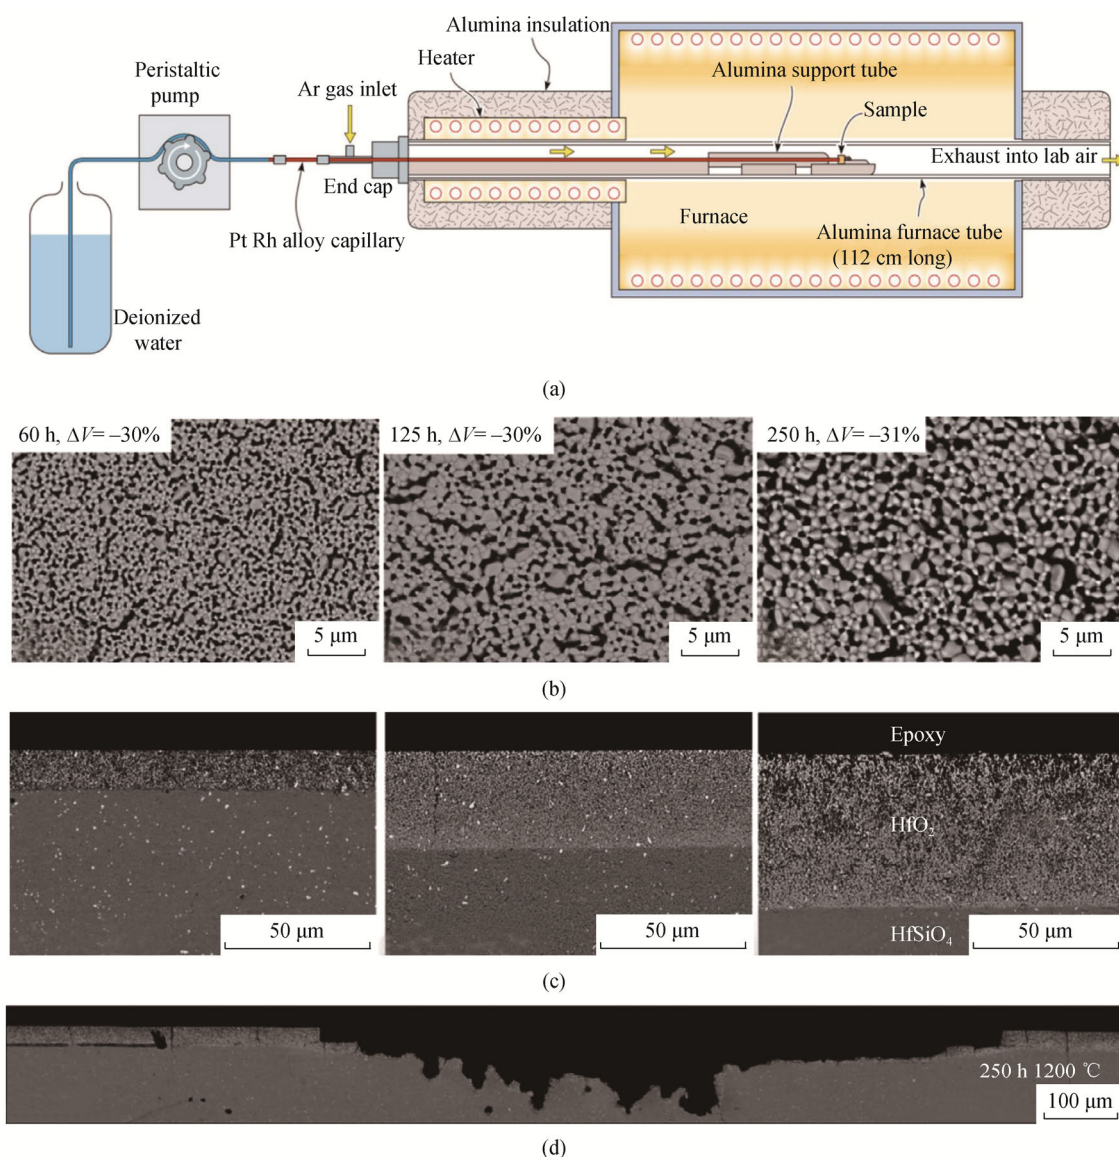 Alumina insulation
Heater
Peristaltic
pump
Ar gas inlet
Alumina support tube
Sample
Exhaust into lab air
End cap
Pt Rh alloy capillary
Furnace
Alumina furnace tube
(112 cm long)
Deionized
water
(a)
60 h, ΔV= –30%
125 h, ΔV= –30%
250 h, ΔV= –31%
5 μm
5 μm
5 μm
(b)
Epoxy
HfO₂
50 μm
50 μm
50 μm
HfSiO₄
(c)
250 h 1200 ℃
100 μm
(d)